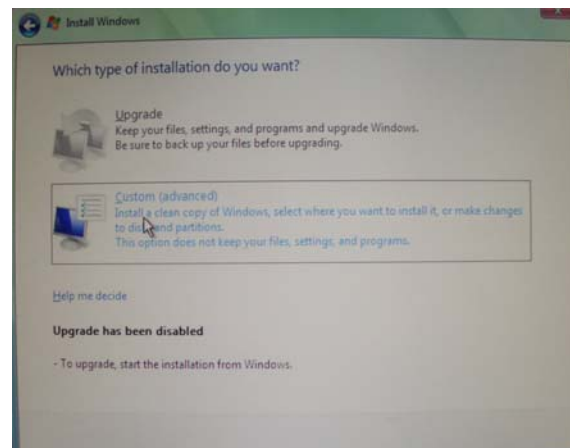 Install Windows
Which type of installation do you want?
Upgrade
Keep your files, settings, and programs and upgrade Windows.
Be sure to back up your files before upgrading.
Custom (advanced)
Install a clean copy of Windows, select where you want to install it, or make changes
to disks and partitions.
This option does not keep your files, settings, and programs.
Help me decide
Upgrade has been disabled
- To upgrade, start the installation from Windows.